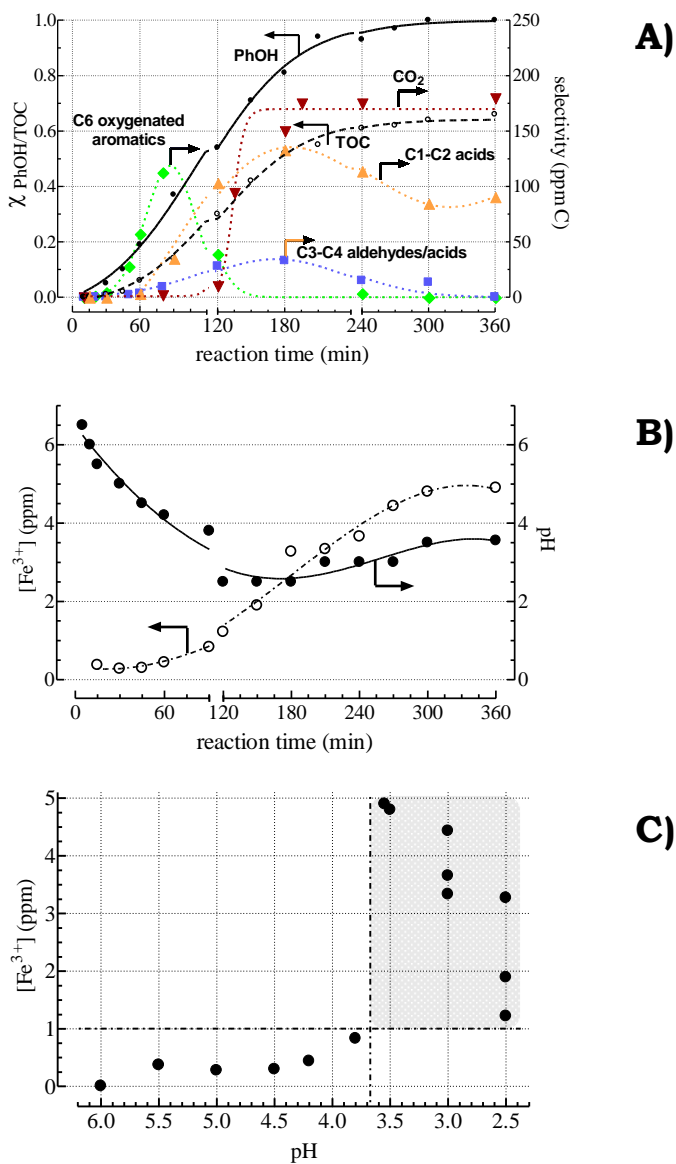 A)
1.0
0.8
0.6
0.4
0.2
0.0
χ PhOH/TOC
250
200
150
100
50
0
selectivity (ppm C)
PhOH
CO2
C6 oxygenated
aromatics
TOC
C1-C2 acids
C3-C4 aldehydes/acids
0 60 120 180 240 300 360
reaction time (min)
B)
6
4
2
0
[Fe3+] (ppm)
6
4
2
0
pH
0 60 120 180 240 300 360
reaction time (min)
C)
5
4
3
2
1
0
[Fe3+] (ppm)
6.0 5.5 5.0 4.5 4.0 3.5 3.0 2.5
pH